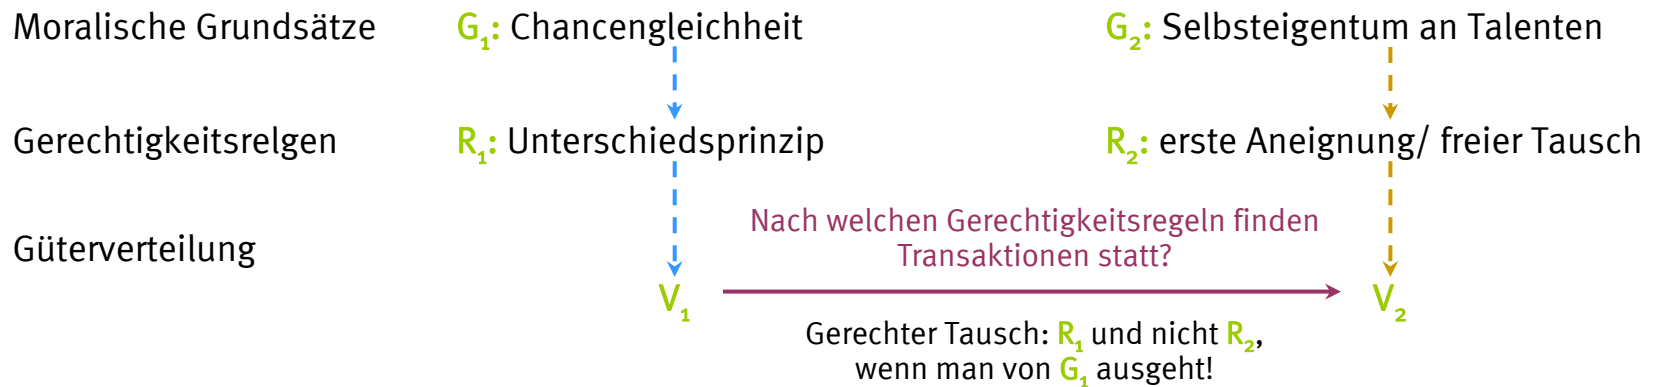 Moralische Grundsätze G₁: Chancengleichheit G₂: Selbsteigentum an Talenten
Gerechtigkeitsrelgen R₁: Unterschiedsprinzip R₂: erste Aneignung/ freier Tausch
Nach welchen Gerechtigkeitsregeln finden
Güterverteilung
Transaktionen statt?
V₁ V₂
Gerechter Tausch: R₁ und nicht R₂,
wenn man von G₁ ausgeht!